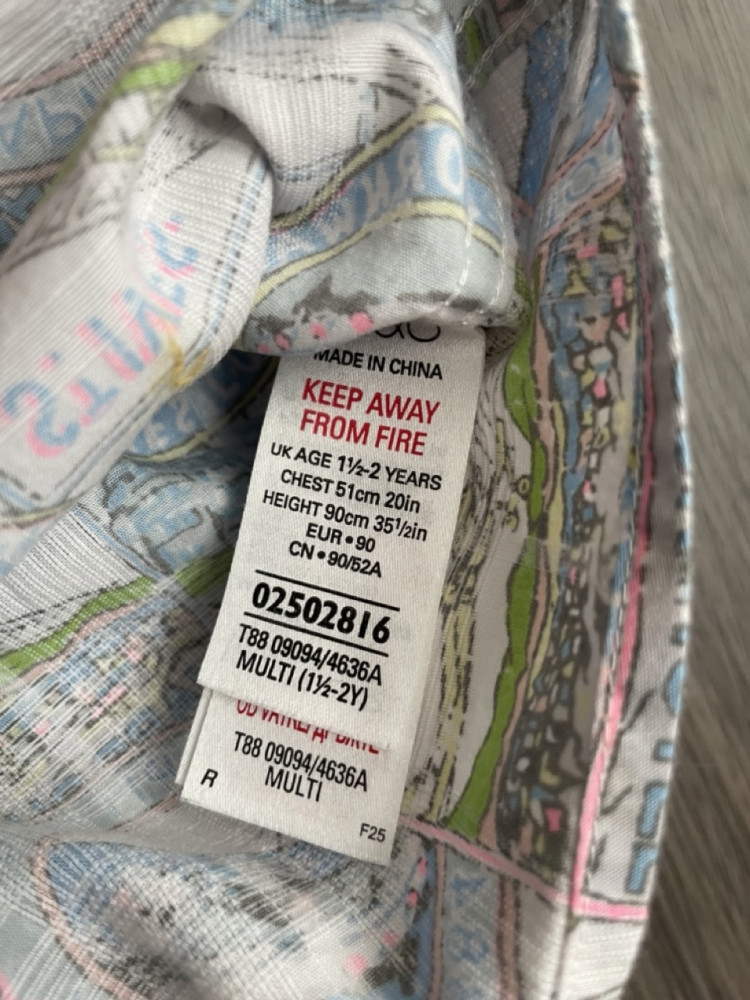 MADE IN CHINA
KEEP AWAY
FROM FIRE
UK AGE 1½-2 YEARS
CHEST 51cm 20in
HEIGHT 90cm 35½in
EUR•90
CN•90/52A
02502816
T88 09094/4636A
MULTI (1½-2Y)
T88 09094/4636A
MULTI
R
F25